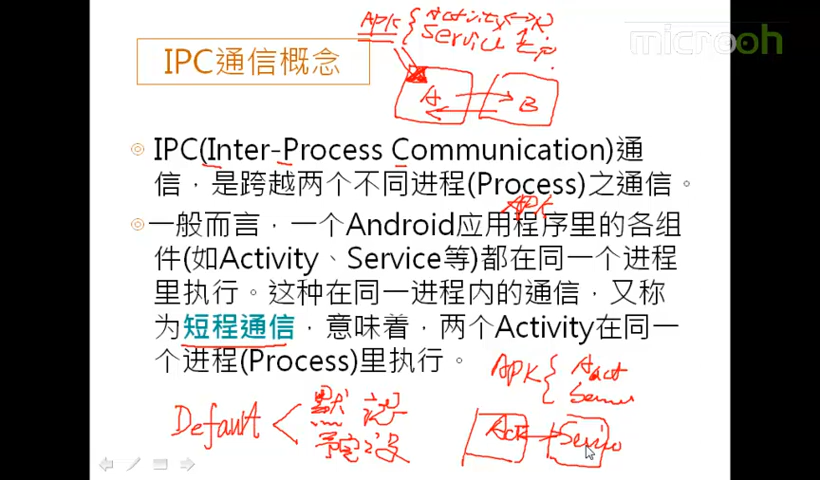 APK { Activity
Service
microoh
IPC通信概念
A
B
IPC(Inter-Process Communication)通
信，是跨越两个不同进程(Process)之通信。
APK
一般而言，一个Android应用程序里的各组
件(如Activity、Service等)都在同一个进程
里执行。这种在同一进程内的通信，又称
为短程通信，意味着，两个Activity在同一
个进程(Process)里执行。
APK { Act
Default <